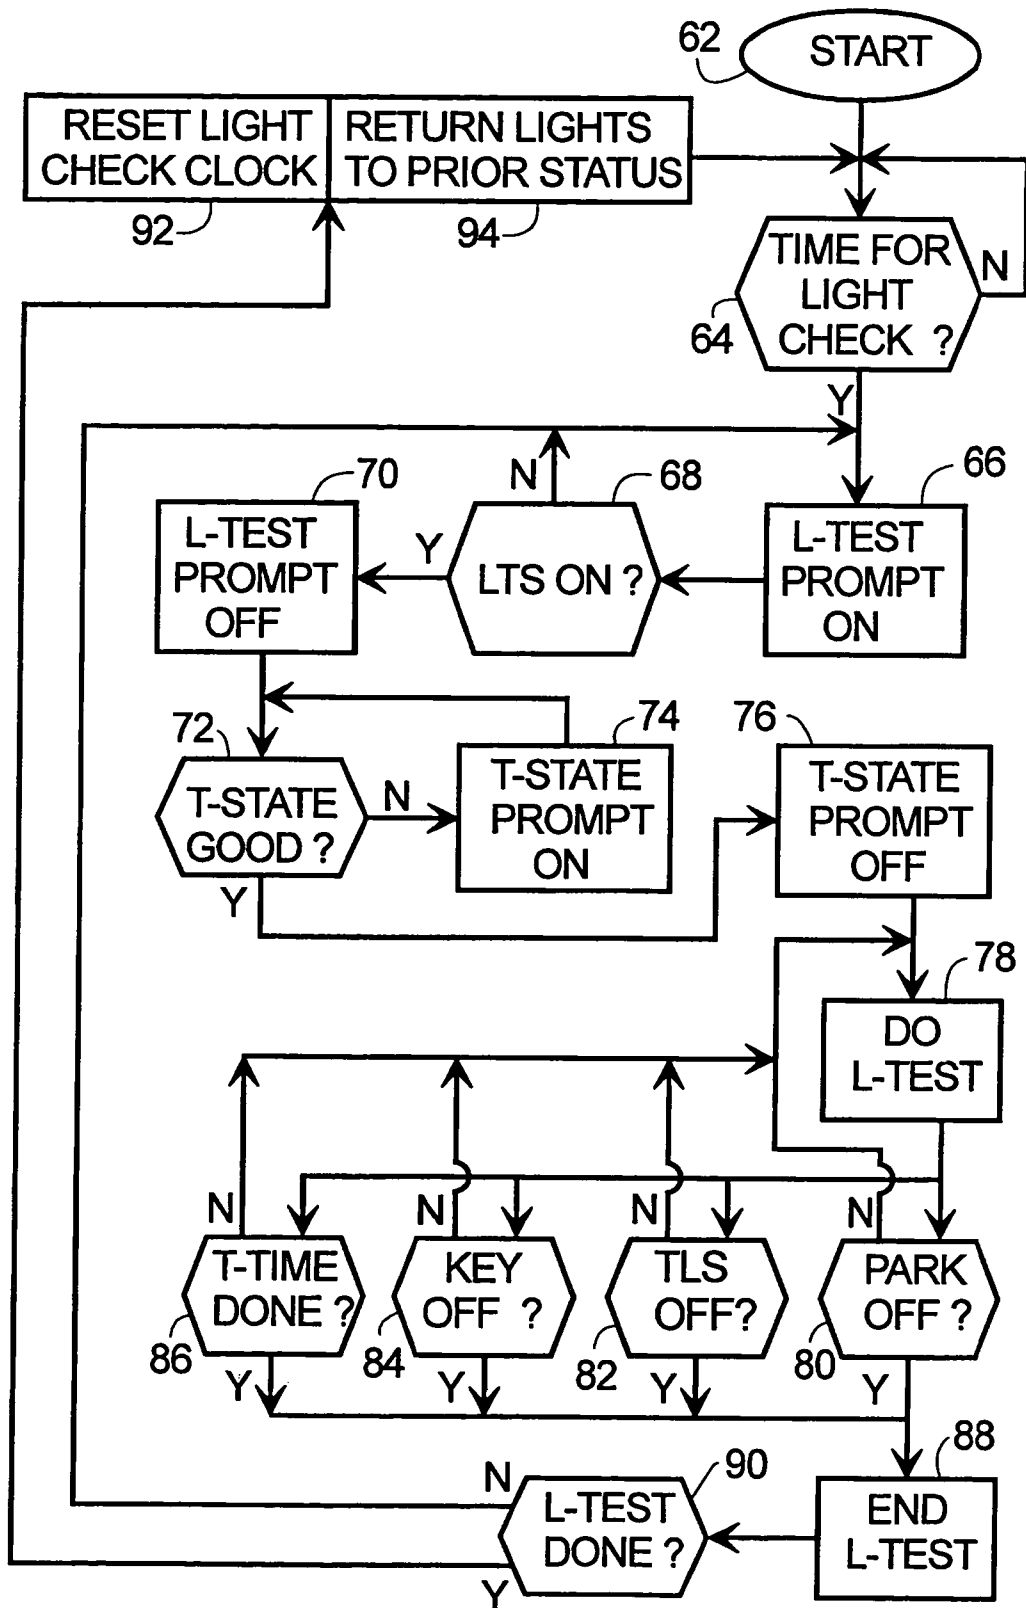 62
START
RESET LIGHT
CHECK CLOCK
RETURN LIGHTS
TO PRIOR STATUS
92
94
TIME FOR
LIGHT
CHECK ?
N
64
Y
70
N
68
66
L-TEST
PROMPT
OFF
Y
LTS ON ?
L-TEST
PROMPT
ON
72
74
76
T-STATE
GOOD ?
N
T-STATE
PROMPT
ON
T-STATE
PROMPT
OFF
Y
78
DO
L-TEST
N
N
N
N
T-TIME
DONE ?
KEY
OFF ?
TLS
OFF?
PARK
OFF ?
86
84
82
80
Y
Y
Y
Y
88
N
90
L-TEST
DONE ?
END
L-TEST
Y